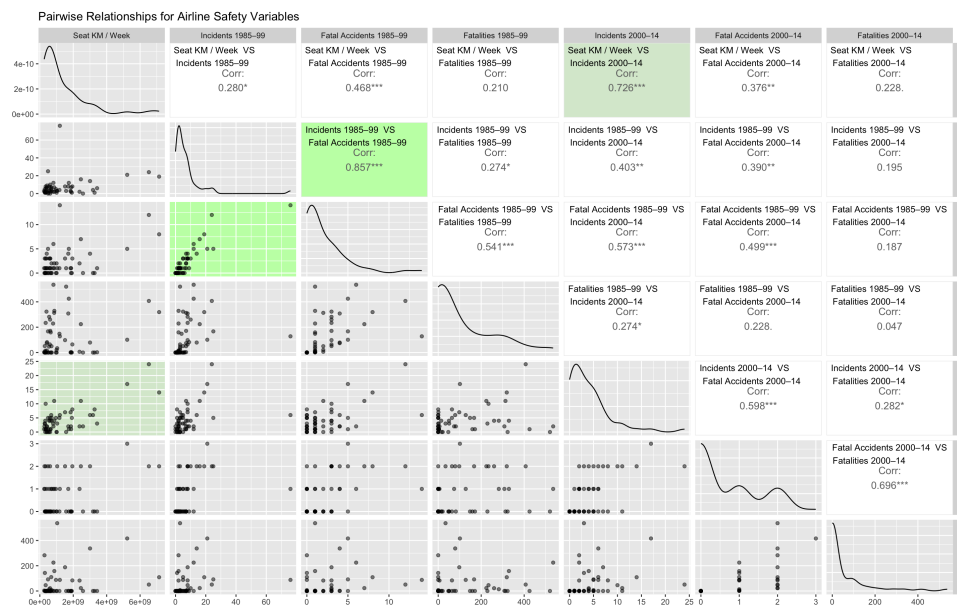 Pairwise Relationships for Airline Safety Variables
Seat KM / Week
Incidents 1985–99
Fatal Accidents 1985–99
Fatalities 1985–99
Incidents 2000–14
Fatal Accidents 2000–14
Fatalities 2000–14
4e-10
2e-10
0e+00
Seat KM / Week VS
Incidents 1985–99
Corr:
0.280*
Seat KM / Week VS
Fatal Accidents 1985–99
Corr:
0.468***
Seat KM / Week VS
Fatalities 1985–99
Corr:
0.210
Seat KM / Week VS
Incidents 2000–14
Corr:
0.726***
Seat KM / Week VS
Fatal Accidents 2000–14
Corr:
0.376**
Seat KM / Week VS
Fatalities 2000–14
Corr:
0.228.
60
40
20
0
Incidents 1985–99 VS
Fatal Accidents 1985–99
Corr:
0.857***
Incidents 1985–99 VS
Fatalities 1985–99
Corr:
0.274*
Incidents 1985–99 VS
Incidents 2000–14
Corr:
0.403**
Incidents 1985–99 VS
Fatal Accidents 2000–14
Corr:
0.390**
Incidents 1985–99 VS
Fatalities 2000–14
Corr:
0.195
10
5
0
Fatal Accidents 1985–99 VS
Fatalities 1985–99
Corr:
0.541***
Fatal Accidents 1985–99 VS
Incidents 2000–14
Corr:
0.573***
Fatal Accidents 1985–99 VS
Fatal Accidents 2000–14
Corr:
0.499***
Fatal Accidents 1985–99 VS
Fatalities 2000–14
Corr:
0.187
400
200
0
Fatalities 1985–99 VS
Incidents 2000–14
Corr:
0.274*
Fatalities 1985–99 VS
Fatal Accidents 2000–14
Corr:
0.228.
Fatalities 1985–99 VS
Fatalities 2000–14
Corr:
0.047
25
20
15
10
5
0
Incidents 2000–14 VS
Fatal Accidents 2000–14
Corr:
0.598***
Incidents 2000–14 VS
Fatalities 2000–14
Corr:
0.282*
3
2
1
0
Fatal Accidents 2000–14 VS
Fatalities 2000–14
Corr:
0.696***
400
200
0
0e+00 2e+09 4e+09 6e+09
0 20 40 60
0 5 10
0 200 400
0 5 10 15 20 25
0 1 2 3
0 200 400